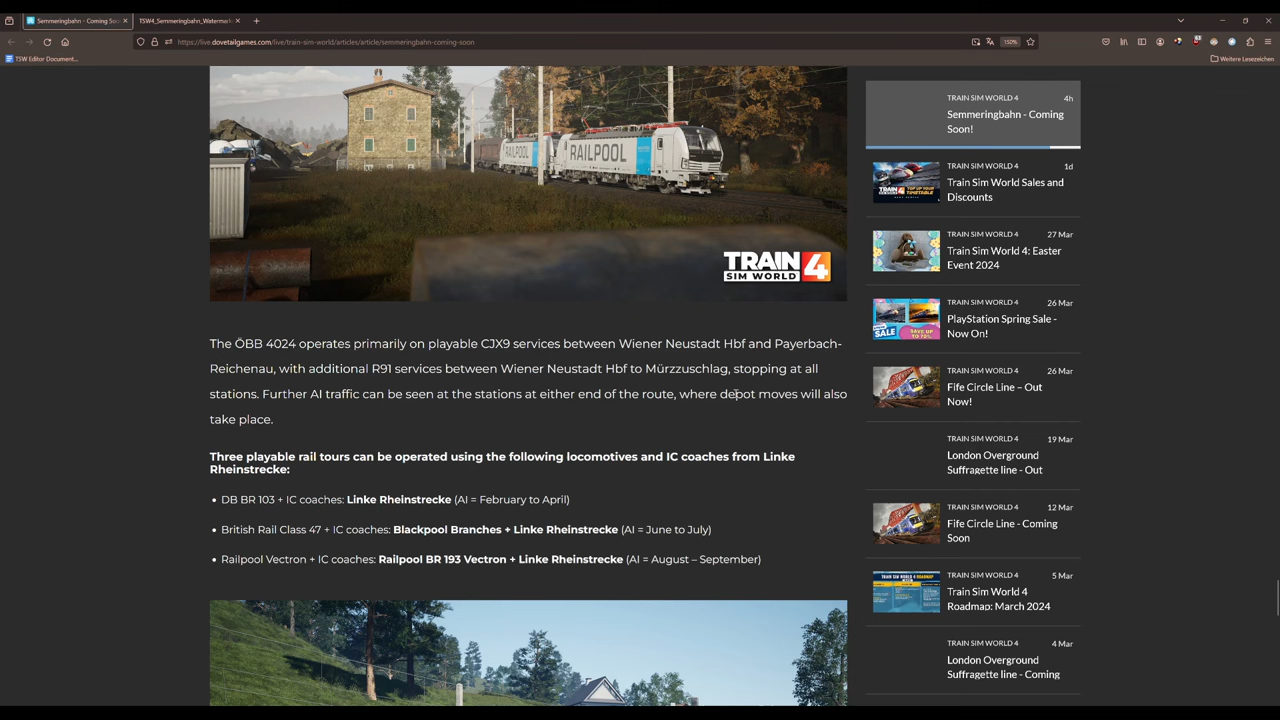 Semmeringbahn - Coming Soo
TSW4_Semmeringbahn_Watermar
https://live.dovetailgames.com/live/train-sim-world/articles/article/semmeringbahn-coming-soon
150%
TSW Editor Document...
Weitere Lesezeichen
RAILPOOL
RAILPOOL
TRAIN
SIM WORLD 4
The ÖBB 4024 operates primarily on playable CJX9 services between Wiener Neustadt Hbf and Payerbach-
Reichenau, with additional R91 services between Wiener Neustadt Hbf to Mürzzuschlag, stopping at all
stations. Further AI traffic can be seen at the stations at either end of the route, where depot moves will also
take place.
Three playable rail tours can be operated using the following locomotives and IC coaches from Linke
Rheinstrecke:
• DB BR 103 + IC coaches: Linke Rheinstrecke (AI = February to April)
• British Rail Class 47 + IC coaches: Blackpool Branches + Linke Rheinstrecke (AI = June to July)
• Railpool Vectron + IC coaches: Railpool BR 193 Vectron + Linke Rheinstrecke (AI = August – September)
TRAIN SIM WORLD 4 4h
Semmeringbahn - Coming
Soon!
TRAIN SIM WORLD 4 1d
Train Sim World Sales and
Discounts
TRAIN SIM WORLD 4 27 Mar
Train Sim World 4: Easter
Event 2024
TRAIN SIM WORLD 4 26 Mar
PlayStation Spring Sale -
Now On!
SALE
TRAIN SIM WORLD 4 26 Mar
Fife Circle Line – Out
Now!
TRAIN SIM WORLD 4 19 Mar
London Overground
Suffragette line - Out
TRAIN SIM WORLD 4 12 Mar
Fife Circle Line - Coming
Soon
TRAIN SIM WORLD 4 5 Mar
Train Sim World 4
Roadmap: March 2024
TRAIN SIM WORLD 4 4 Mar
London Overground
Suffragette line - Coming